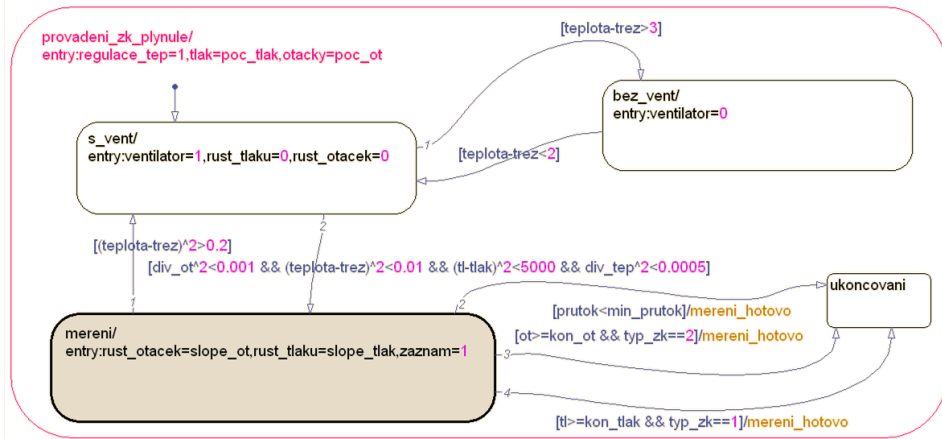 provadeni_zk_plynule/
entry:regulace_tep=1,tlak=poc_tlak,otacky=poc_ot
[teplota-trez>3]
bez_vent/
entry:ventilator=0
s_vent/
entry:ventilator=1,rust_tlaku=0,rust_otacek=0
1
[teplota-trez<2]
2
[(teplota-trez)^2>0.2]
[div_ot^2<0.001 && (teplota-trez)^2<0.01 && (tl-tlak)^2<5000 && div_tep^2<0.0005]
1
2
ukoncovani
[prutok<min_prutok]/mereni_hotovo
mereni/
entry:rust_otacek=slope_ot,rust_tlaku=slope_tlak,zaznam=1
[ot>=kon_ot && typ_zk==2]/mereni_hotovo
3
4
[tl>=kon_tlak && typ_zk==1]/mereni_hotovo